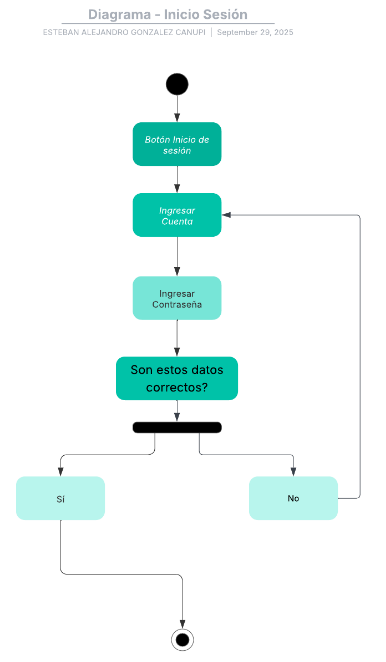 Diagrama - Inicio Sesión
ESTEBAN ALEJANDRO GONZALEZ CANUPI | September 29, 2025
Botón Inicio de
sesión
Ingresar
Cuenta
Ingresar
Contraseña
Son estos datos
correctos?
Sí
No